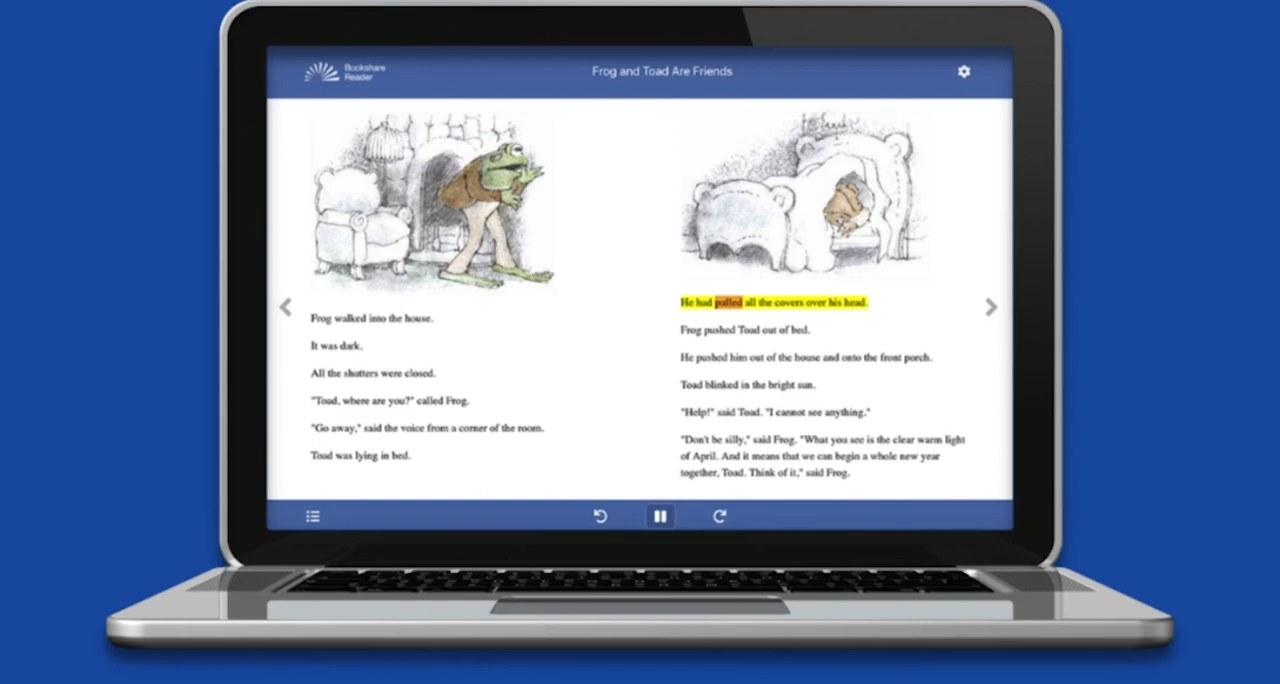 Bookshare
Reader
Frog and Toad Are Friends
Frog walked into the house.
It was dark.
All the shutters were closed.
"Toad, where are you?" called Frog.
"Go away," said the voice from a corner of the room.
Toad was lying in bed.
He had pulled all the covers over his head.
Frog pushed Toad out of bed.
He pushed him out of the house and onto the front porch.
Toad blinked in the bright sun.
"Help!" said Toad. "I cannot see anything."
"Don't be silly," said Frog. "What you see is the clear warm light
of April. And it means that we can begin a whole new year
together, Toad. Think of it," said Frog.